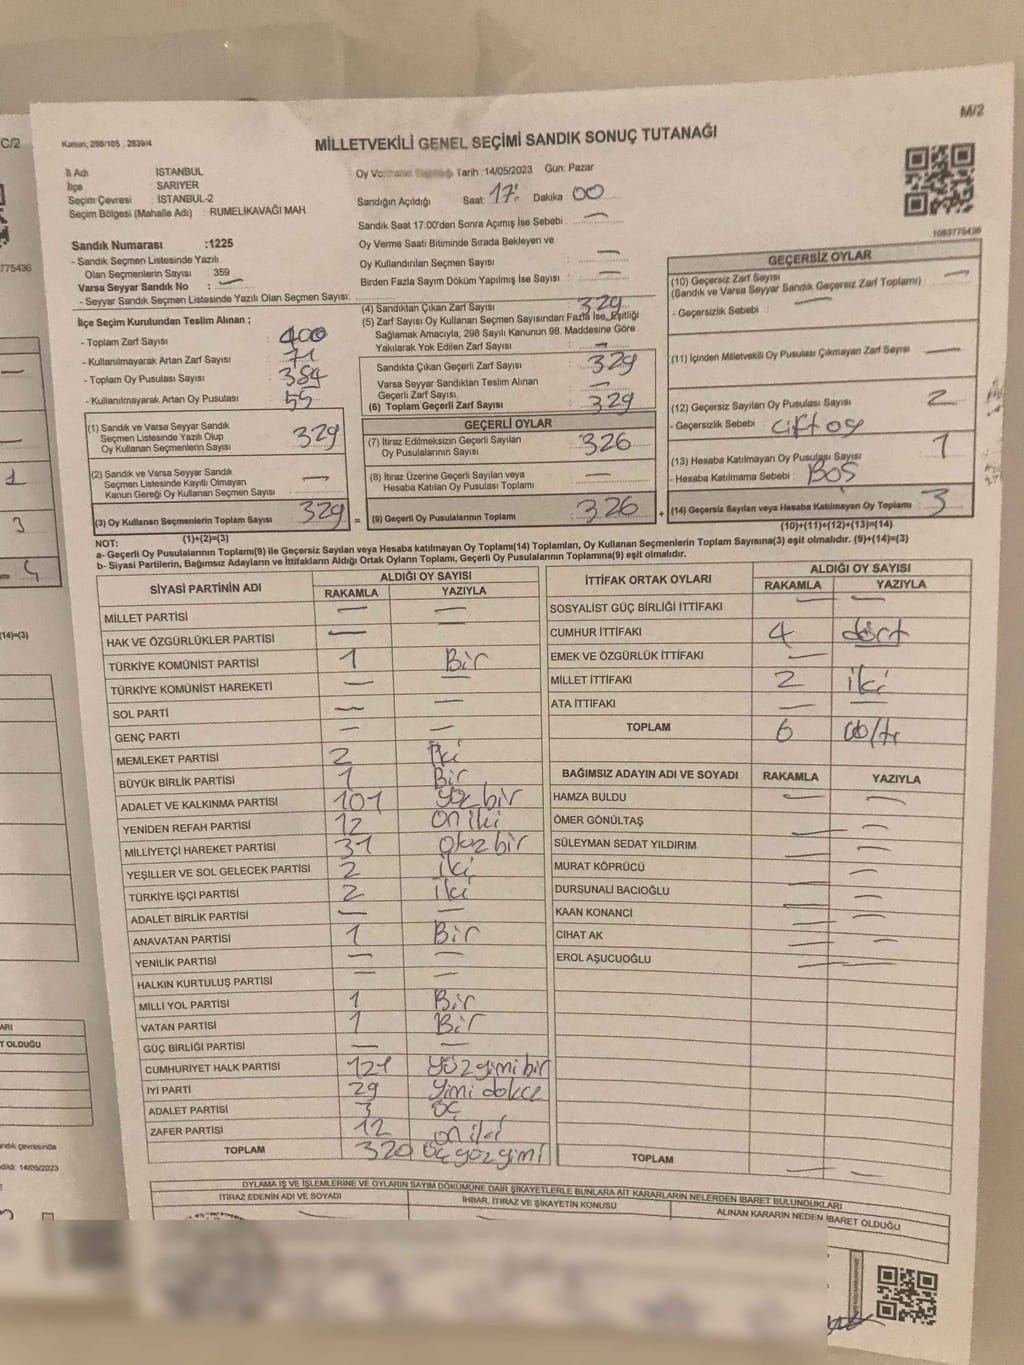 M/2
Kanun; 298/105 , 2839/4
MİLLETVEKİLİ GENEL SEÇİMİ SANDIK SONUÇ TUTANAĞI
İl Adı : İSTANBUL
İlçe : SARIYER
Seçim Çevresi : İSTANBUL-2
Seçim Bölgesi (Mahalle Adı) : RUMELİKAVAĞI MAH
Sandık Numarası :1225
- Sandık Seçmen Listesinde Yazılı
Olan Seçmenlerin Sayısı : 359
Varsa Seyyar Sandık No : —
- Seyyar Sandık Seçmen Listesinde Yazılı Olan Seçmen Sayısı:
Oy Tarih :14/05/2023 Gün: Pazar
Sandığın Açıldığı Saat: 17: Dakika 00
Sandık Saat 17:00'den Sonra Açımış İse Sebebi : —
Oy Verme Saati Bitiminde Sırada Bekleyen ve
Oy Kullandırılan Seçmen Sayısı : —
Birden Fazla Sayım Döküm Yapılmış İse Sayısı : —
1093775436
İlçe Seçim Kurulundan Teslim Alınan ;
- Toplam Zarf Sayısı : 400
- Kullanılmayarak Artan Zarf Sayısı : 71
- Toplam Oy Pusulası Sayısı : 384
- Kullanılmayarak Artan Oy Pusulası : 55
(1) Sandık ve Varsa Seyyar Sandık
Seçmen Listesinde Yazılı Olup
Oy Kullanan Seçmenlerin Sayısı : 329
(2) Sandık ve Varsa Seyyar Sandık
Seçmen Listesinde Kayıtlı Olmayan
Kanun Gereği Oy Kullanan Seçmen Sayısı : —
(3) Oy Kullanan Seçmenlerin Toplam Sayısı : 329
(1)+(2)=(3)
(4) Sandıktan Çıkan Zarf Sayısı : 329
(5) Zarf Sayısı Oy Kullanan Seçmen Sayısından Fazla İse, Eşitliği
Sağlamak Amacıyla, 298 Sayılı Kanunun 98. Maddesine Göre
Yakılarak Yok Edilen Zarf Sayısı : —
Sandıkta Çıkan Geçerli Zarf Sayısı : 329
Varsa Seyyar Sandıktan Teslim Alınan
Geçerli Zarf Sayısı : —
(6) Toplam Geçerli Zarf Sayısı : 329
GEÇERLİ OYLAR
(7) İtiraz Edilmeksizin Geçerli Sayılan
Oy Pusulalarının Sayısı : 326
(8) İtiraz Üzerine Geçerli Sayılan veya
Hesaba Katılan Oy Pusulası Toplamı : —
= (9) Geçerli Oy Pusulalarının Toplamı : 326 +
GEÇERSİZ OYLAR
(10) Geçersiz Zarf Sayısı : —
(Sandık ve Varsa Seyyar Sandık Geçersiz Zarf Toplamı)
- Geçersizlik Sebebi :
(11) İçinden Milletvekili Oy Pusulası Çıkmayan Zarf Sayısı —
(12) Geçersiz Sayılan Oy Pusulası Sayısı 2
- Geçersizlik Sebebi : Çift oy
(13) Hesaba Katılmayan Oy Pusulası Sayısı 1
- Hesaba Katılmama Sebebi : BOŞ
(14) Geçersiz Sayılan veya Hesaba Katılmayan Oy Toplamı : 3
(10)+(11)+(12)+(13)=(14)
NOT:
a- Geçerli Oy Pusulalarının Toplamı(9) ile Geçersiz Sayılan veya Hesaba katılmayan Oy Toplamı(14) Toplamları, Oy Kullanan Seçmenlerin Toplam Sayısına(3) eşit olmalıdır. (9)+(14)=(3)
b- Siyasi Partilerin, Bağımsız Adayların ve İttifakların Aldığı Ortak Oyların Toplamı, Geçerli Oy Pusulalarının Toplamına(9) eşit olmalıdır.
SİYASİ PARTİNİN ADI ALDIĞI OY SAYISI
RAKAMLA YAZIYLA
MİLLET PARTİSİ — —
HAK VE ÖZGÜRLÜKLER PARTİSİ — —
TÜRKİYE KOMÜNİST PARTİSİ 1 Bir
TÜRKİYE KOMÜNİST HAREKETİ — —
SOL PARTİ — —
GENÇ PARTİ — —
MEMLEKET PARTİSİ 2 İki
BÜYÜK BİRLİK PARTİSİ 1 Bir
ADALET VE KALKINMA PARTİSİ 101 yüz bir
YENİDEN REFAH PARTİSİ 12 on iki
MİLLİYETÇİ HAREKET PARTİSİ 31 otuz bir
YEŞİLLER VE SOL GELECEK PARTİSİ 2 iki
TÜRKİYE İŞÇİ PARTİSİ 2 iki
ADALET BİRLİK PARTİSİ — —
ANAVATAN PARTİSİ 1 Bir
YENİLİK PARTİSİ — —
HALKIN KURTULUŞ PARTİSİ — —
MİLLİ YOL PARTİSİ 1 Bir
VATAN PARTİSİ 1 Bir
GÜÇ BİRLİĞİ PARTİSİ — —
CUMHURİYET HALK PARTİSİ 121 yüz yimi bir
İYİ PARTİ 29 yimi dokce
ADALET PARTİSİ 3 üç
ZAFER PARTİSİ 12 on iki
TOPLAM 320 üç yüz yimi
İTTİFAK ORTAK OYLARI ALDIĞI OY SAYISI
RAKAMLA YAZIYLA
SOSYALİST GÜÇ BİRLİĞİ İTTİFAKI — —
CUMHUR İTTİFAKI 4 dört
EMEK VE ÖZGÜRLÜK İTTİFAKI —
MİLLET İTTİFAKI 2 iki
ATA İTTİFAKI — —
TOPLAM 6
BAĞIMSIZ ADAYIN ADI VE SOYADI RAKAMLA YAZIYLA
HAMZA BULDU — —
ÖMER GÖNÜLTAŞ — —
SÜLEYMAN SEDAT YILDIRIM — —
MURAT KÖPRÜCÜ — —
DURSUNALİ BACIOĞLU — —
KAAN KONANCİ — —
CİHAT AK — —
EROL AŞUCUOĞLU — —
TOPLAM — —
OYLAMA İŞ VE İŞLEMLERİNE VE OYLARIN SAYIM DÖKÜMÜNE DAİR ŞİKAYETLERLE BUNLARA AİT KARARLARIN NELERDEN İBARET BULUNDUKLARI
İTİRAZ EDENİN ADI VE SOYADI İHBAR, İTİRAZ VE ŞİKAYETİN KONUSU ALINAN KARARIN NEDEN İBARET OLDUĞU
C/2
775436
1
3
4
14)=(3)
ARI
T OLDUĞU
ndık çevresinde
dildi: 14/05/2023